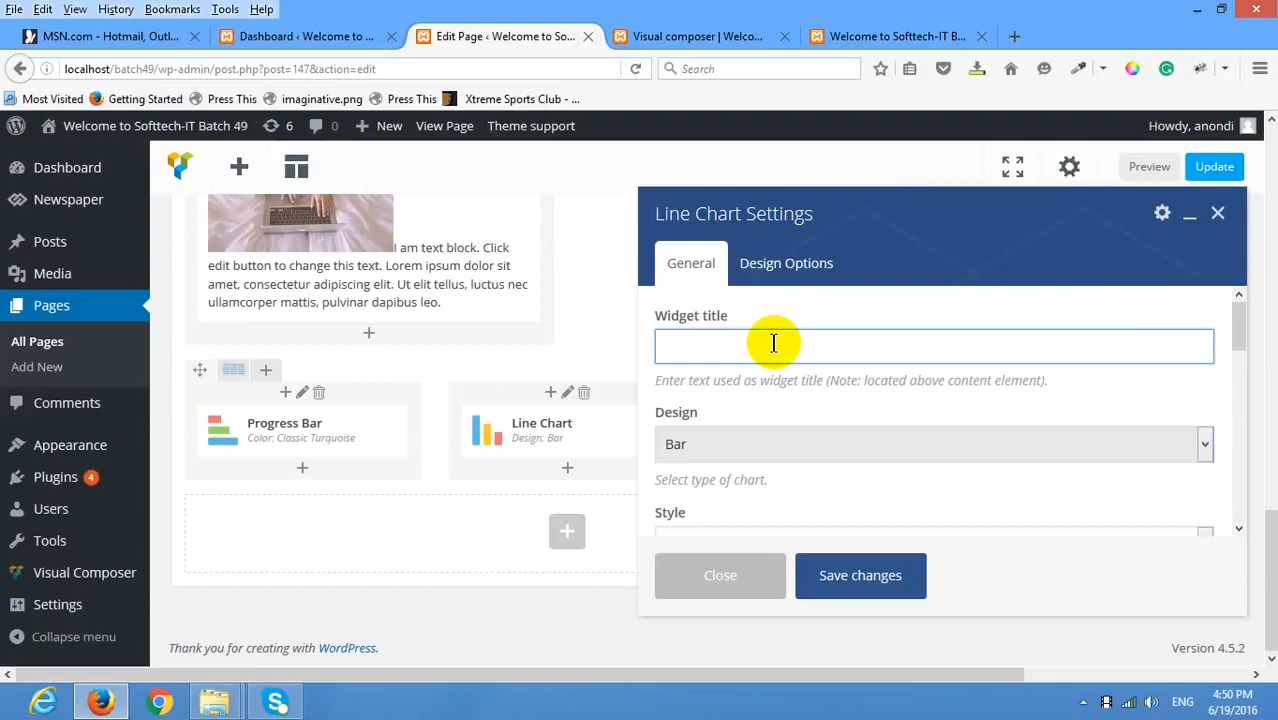 File Edit View History Bookmarks Tools Help
MSN.com - Hotmail, Outl...
Dashboard ‹ Welcome to ...
Edit Page ‹ Welcome to So...
Visual composer | Welco...
Welcome to Softtech-IT B...
localhost/batch49/wp-admin/post.php?post=147&action=edit
Search
Most Visited Getting Started Press This imaginative.png Press This Xtreme Sports Club - ...
Welcome to Softtech-IT Batch 49 6 0 New View Page Theme support Howdy, anondi
Dashboard
Newspaper
Posts
Media
Pages
All Pages
Add New
Comments
Appearance
Plugins 4
Users
Tools
Visual Composer
Settings
Collapse menu
Preview Update
I am text block. Click
edit button to change this text. Lorem ipsum dolor sit
amet, consectetur adipiscing elit. Ut elit tellus, luctus nec
ullamcorper mattis, pulvinar dapibus leo.
Progress Bar
Color: Classic Turquoise
Line Chart
Design: Bar
Line Chart Settings
General Design Options
Widget title
Enter text used as widget title (Note: located above content element).
Design
Bar
Select type of chart.
Style
Close Save changes
Thank you for creating with WordPress. Version 4.5.2
ENG
4:50 PM
6/19/2016